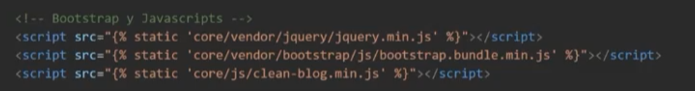 <!-- Bootstrap y Javascripts -->
<script src="{% static 'core/vendor/jquery/jquery.min.js' %}"></script>
<script src="{% static 'core/vendor/bootstrap/js/bootstrap.bundle.min.js' %}"></script>
<script src="{% static 'core/js/clean-blog.min.js' %}"></script>